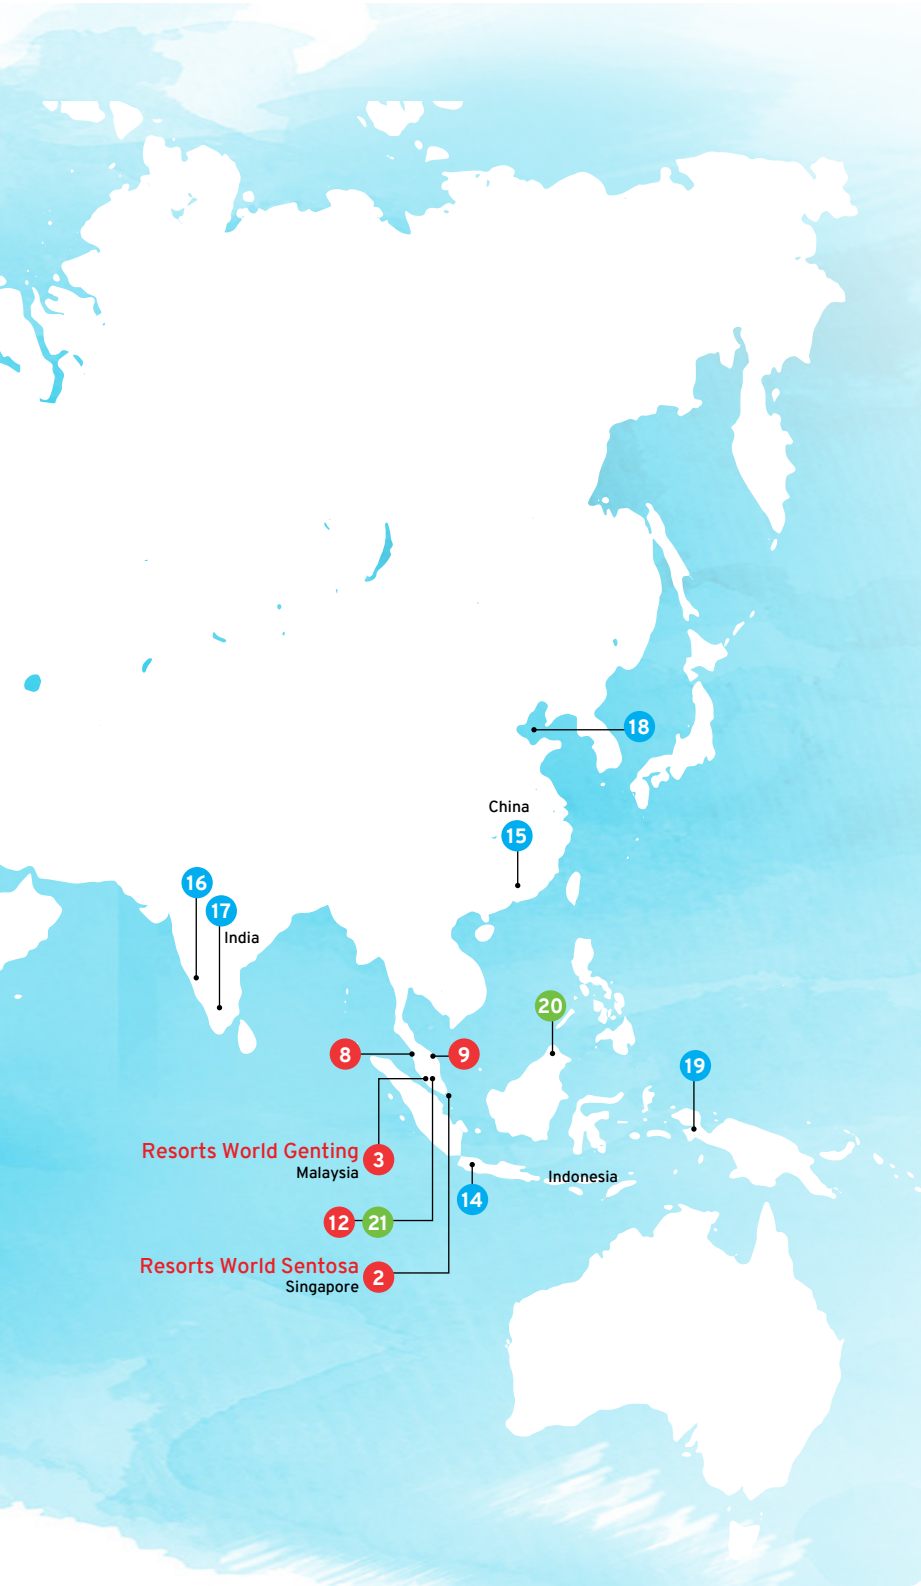 18
China
15
16
17
India
20
8
9
19
Resorts World Genting
3
Malaysia
Indonesia
14
12
21
Resorts World Sentosa
2
Singapore